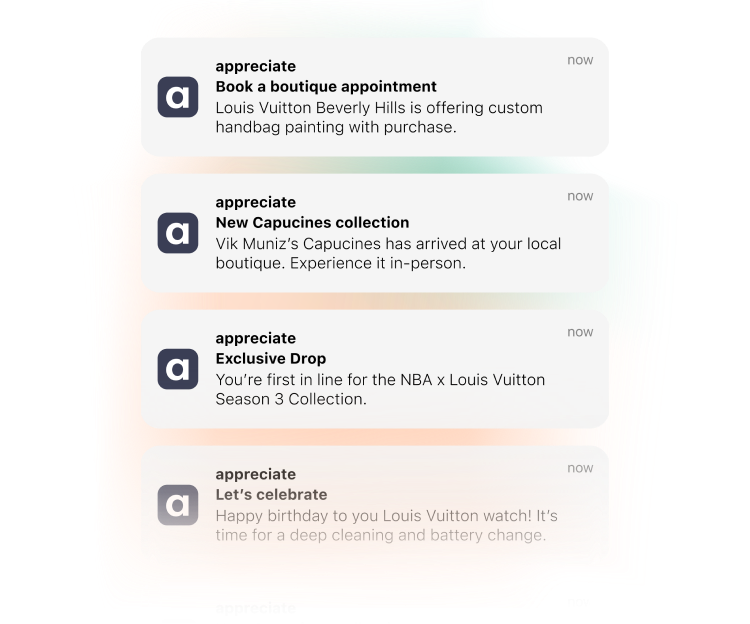 appreciate
now
Book a boutique appointment
Louis Vuitton Beverly Hills is offering custom
handbag painting with purchase.
a
appreciate
now
New Capucines collection
Vik Muniz’s Capucines has arrived at your local
boutique. Experience it in-person.
a
appreciate
now
Exclusive Drop
You’re first in line for the NBA x Louis Vuitton
Season 3 Collection.
a
appreciate
now
Let’s celebrate
Happy birthday to you Louis Vuitton watch! It’s
time for a deep cleaning and battery change.
a
appreciate